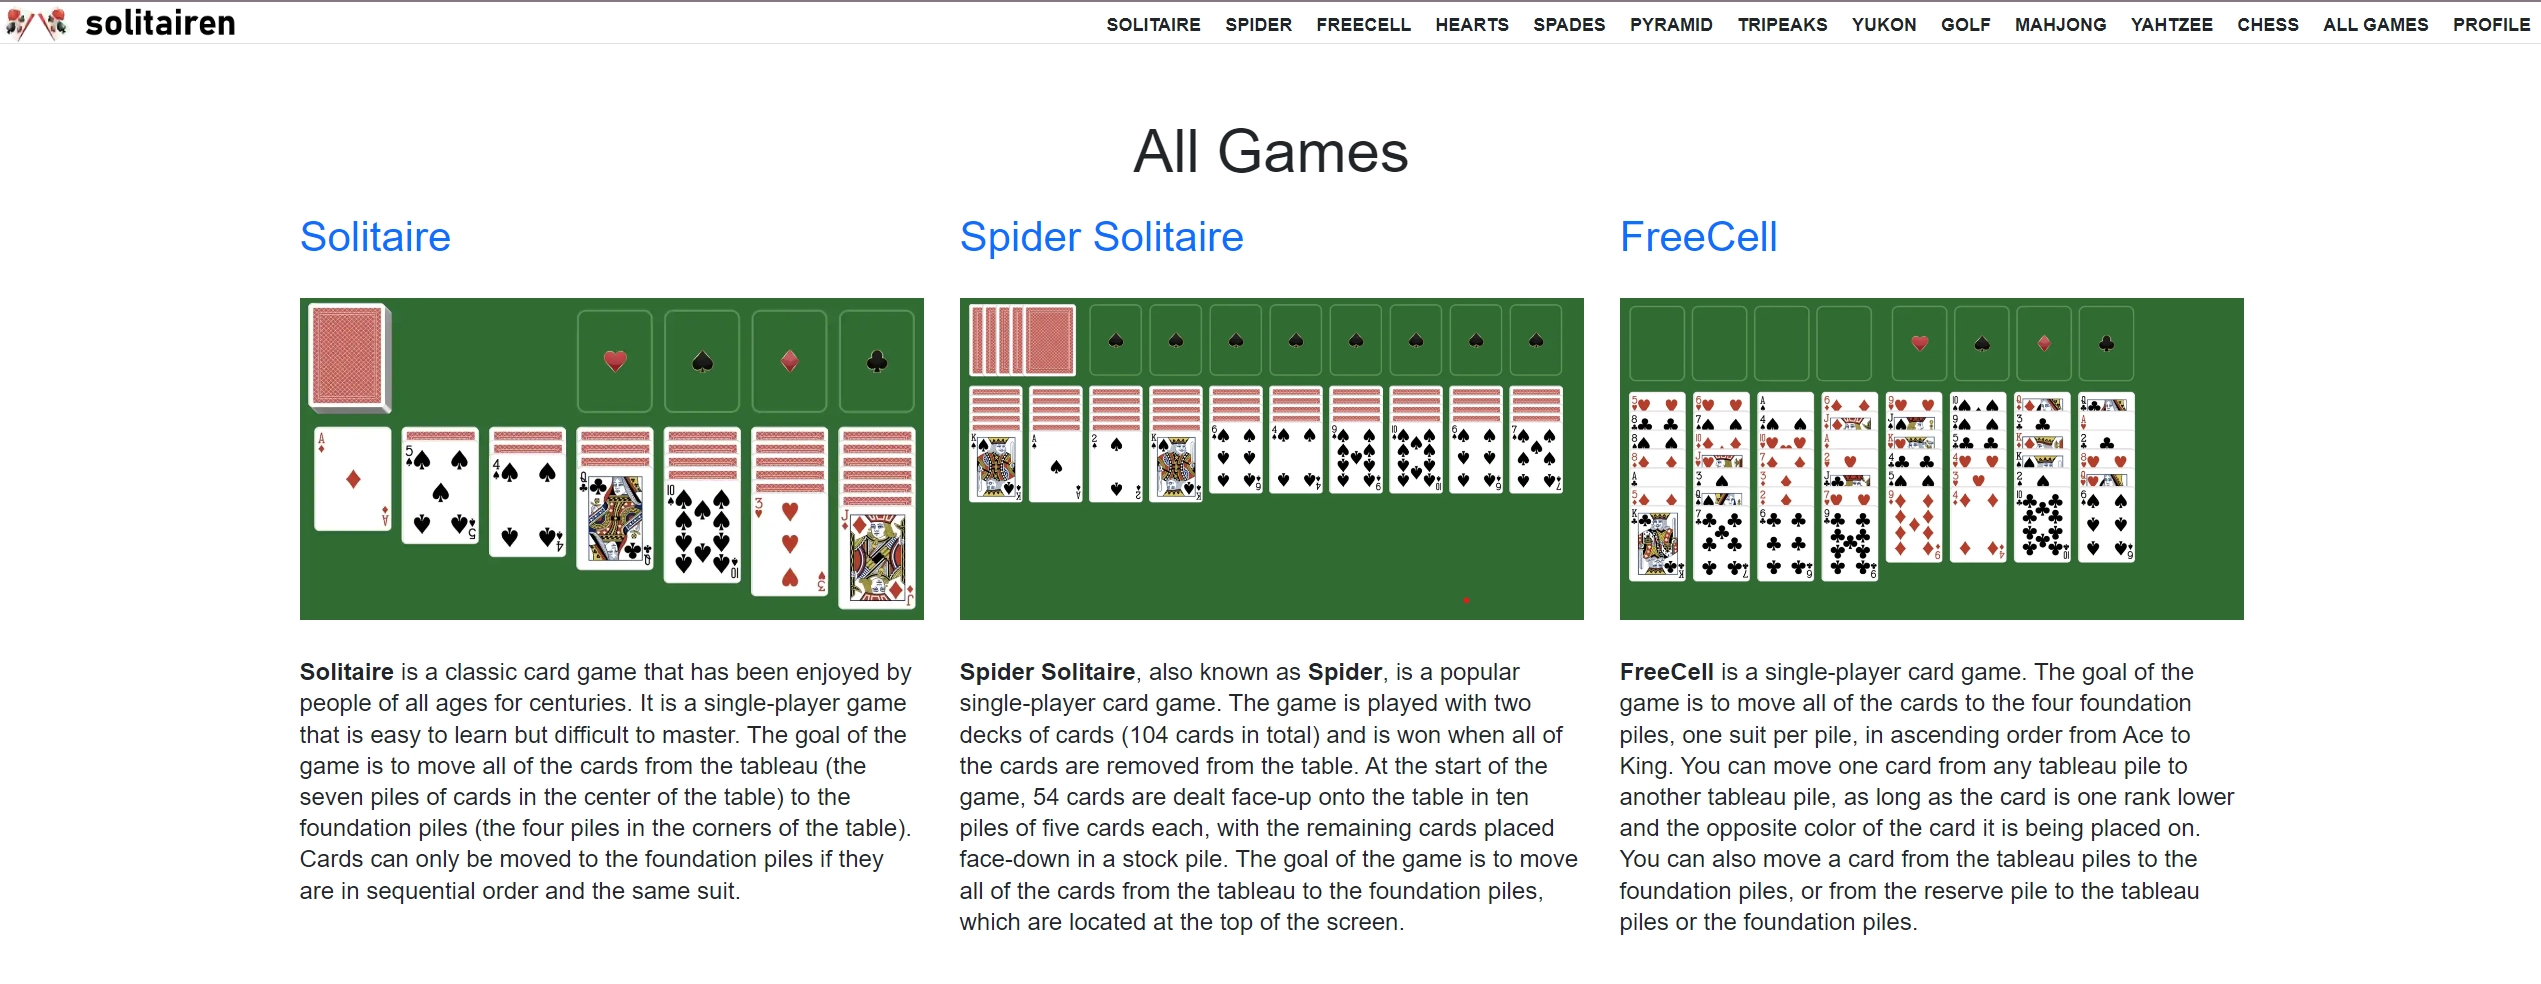 solitairen
SOLITAIRE SPIDER FREECELL HEARTS SPADES PYRAMID TRIPEAKS YUKON GOLF MAHJONG YAHTZEE CHESS ALL GAMES PROFILE
All Games
Solitaire
Spider Solitaire
FreeCell
Solitaire is a classic card game that has been enjoyed by
people of all ages for centuries. It is a single-player game
that is easy to learn but difficult to master. The goal of the
game is to move all of the cards from the tableau (the
seven piles of cards in the center of the table) to the
foundation piles (the four piles in the corners of the table).
Cards can only be moved to the foundation piles if they
are in sequential order and the same suit.
Spider Solitaire, also known as Spider, is a popular
single-player card game. The game is played with two
decks of cards (104 cards in total) and is won when all of
the cards are removed from the table. At the start of the
game, 54 cards are dealt face-up onto the table in ten
piles of five cards each, with the remaining cards placed
face-down in a stock pile. The goal of the game is to move
all of the cards from the tableau to the foundation piles,
which are located at the top of the screen.
FreeCell is a single-player card game. The goal of the
game is to move all of the cards to the four foundation
piles, one suit per pile, in ascending order from Ace to
King. You can move one card from any tableau pile to
another tableau pile, as long as the card is one rank lower
and the opposite color of the card it is being placed on.
You can also move a card from the tableau piles to the
foundation piles, or from the reserve pile to the tableau
piles or the foundation piles.